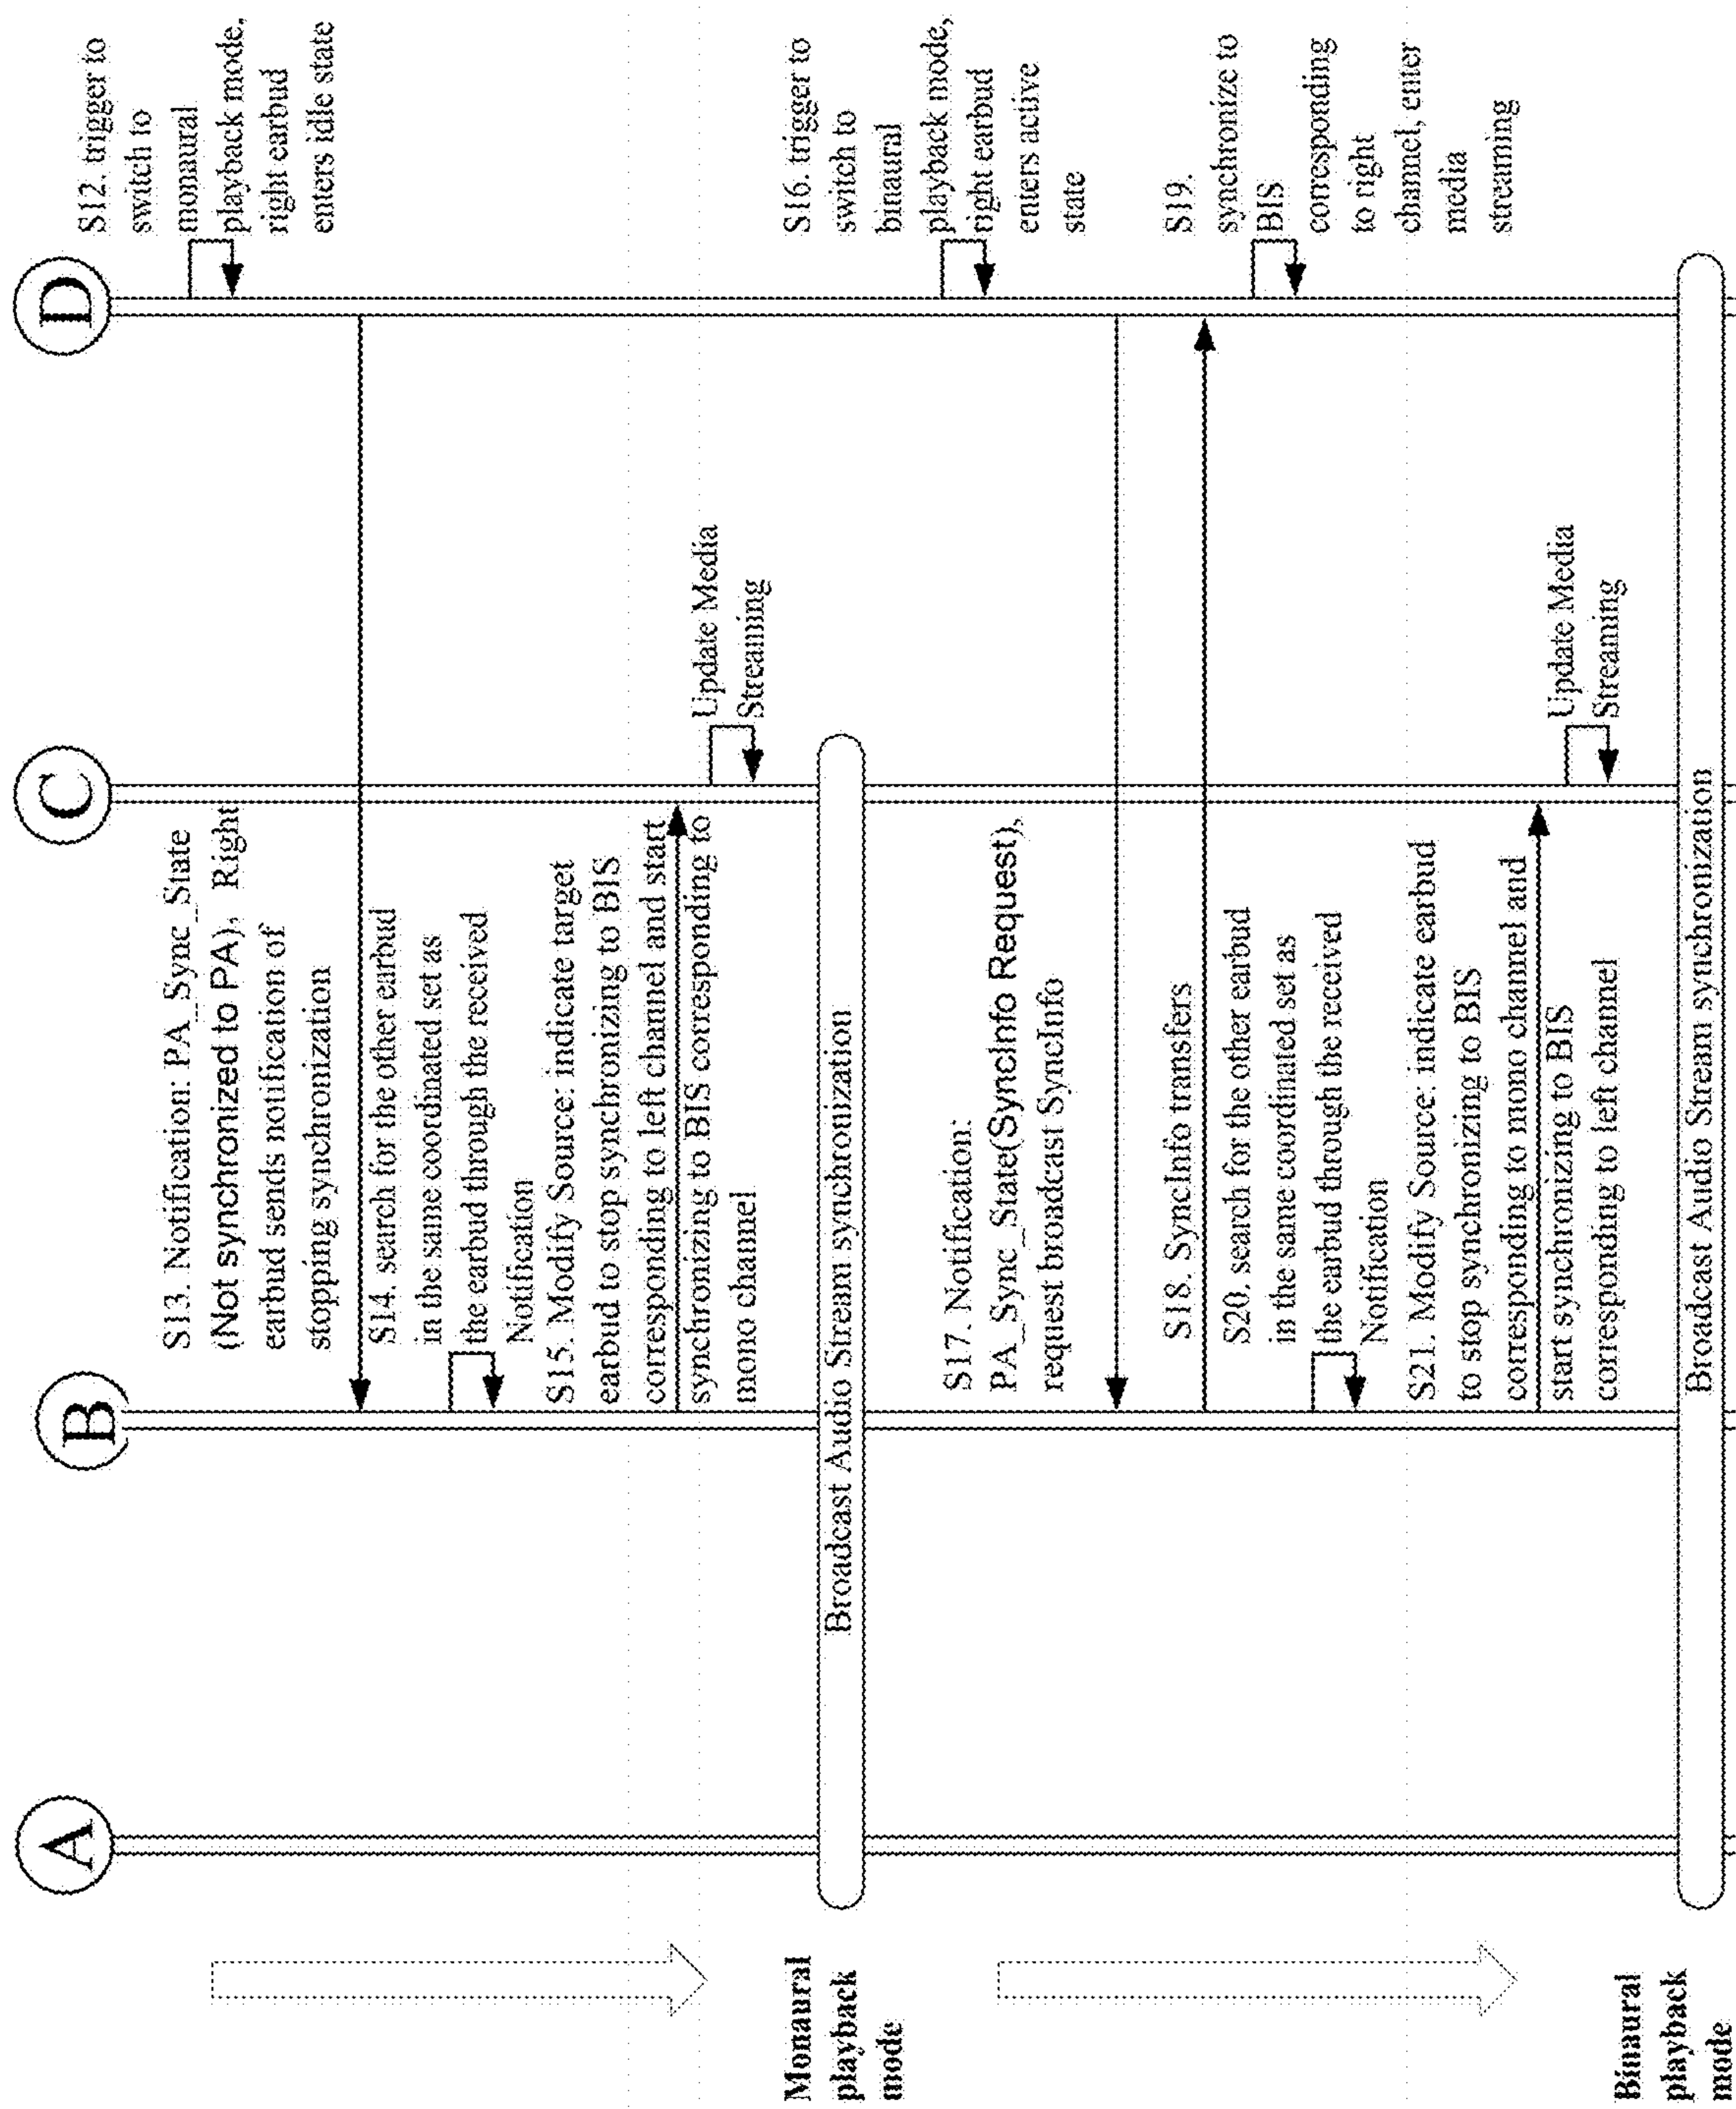 A
B
C
D
S12. trigger to
switch to
monaural
playback mode,
right earbud
enters idle state
S13. Notification: PA_Sync_State
(Not synchronized to PA), Right
earbud sends notification of
stopping synchronization
S14. search for the other earbud
in the same coordinated set as
the earbud through the received
Notification
S15. Modify Source: indicate target
earbud to stop synchronizing to BIS
corresponding to left channel and start
synchronizing to BIS corresponding to
mono channel
Update Media
Streaming
Monaural
playback
mode
Broadcast Audio Stream synchronization
S16. trigger to
switch to
binaural
playback mode,
right earbud
enters active
state
S17. Notification:
PA_Sync_State(SyncInfo Request),
request broadcast SyncInfo
S18. SyncInfo transfers
S19.
synchronize to
BIS
corresponding
to right
channel, enter
media
streaming
S20. search for the other earbud
in the same coordinated set as
the earbud through the received
Notification
S21. Modify Source: indicate earbud
to stop synchronizing to BIS
corresponding to mono channel and
start synchronizing to BIS
corresponding to left channel
Update Media
Streaming
Binaural
playback
mode
Broadcast Audio Stream synchronization